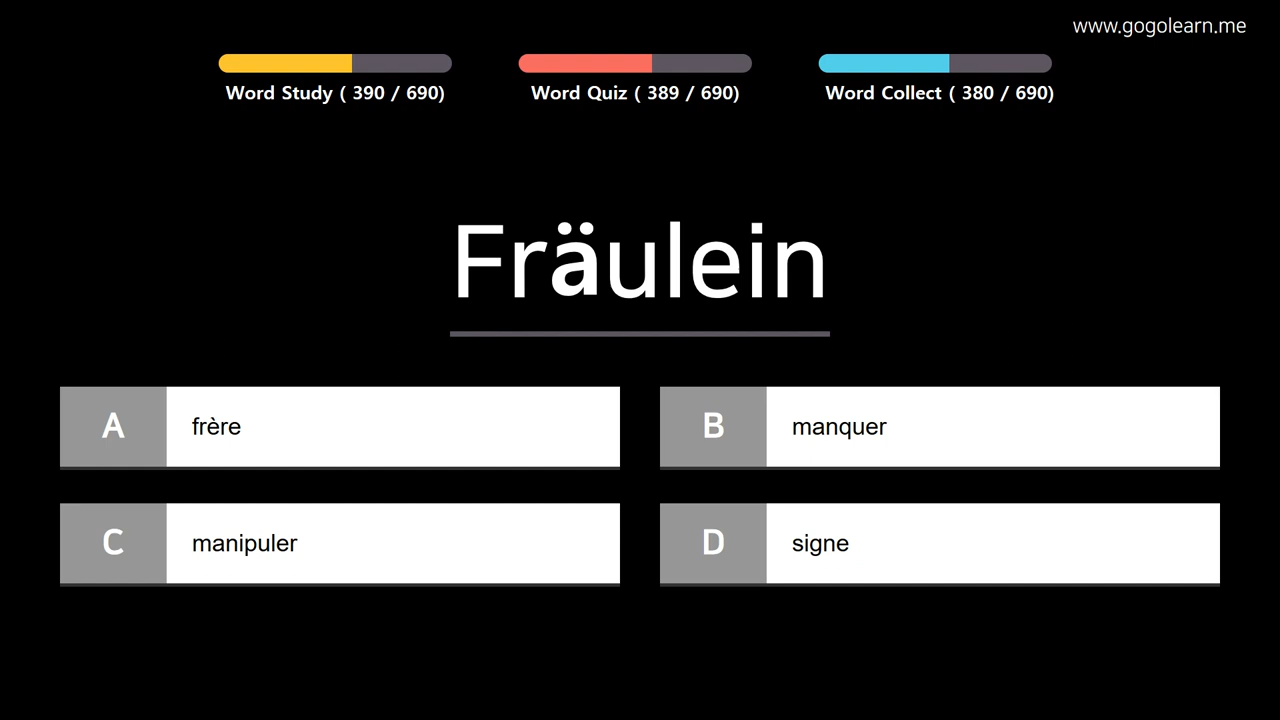 www.gogolearn.me
Word Study ( 390 / 690)
Word Quiz ( 389 / 690)
Word Collect ( 380 / 690)
Fräulein
A frère
B manquer
C manipuler
D signe